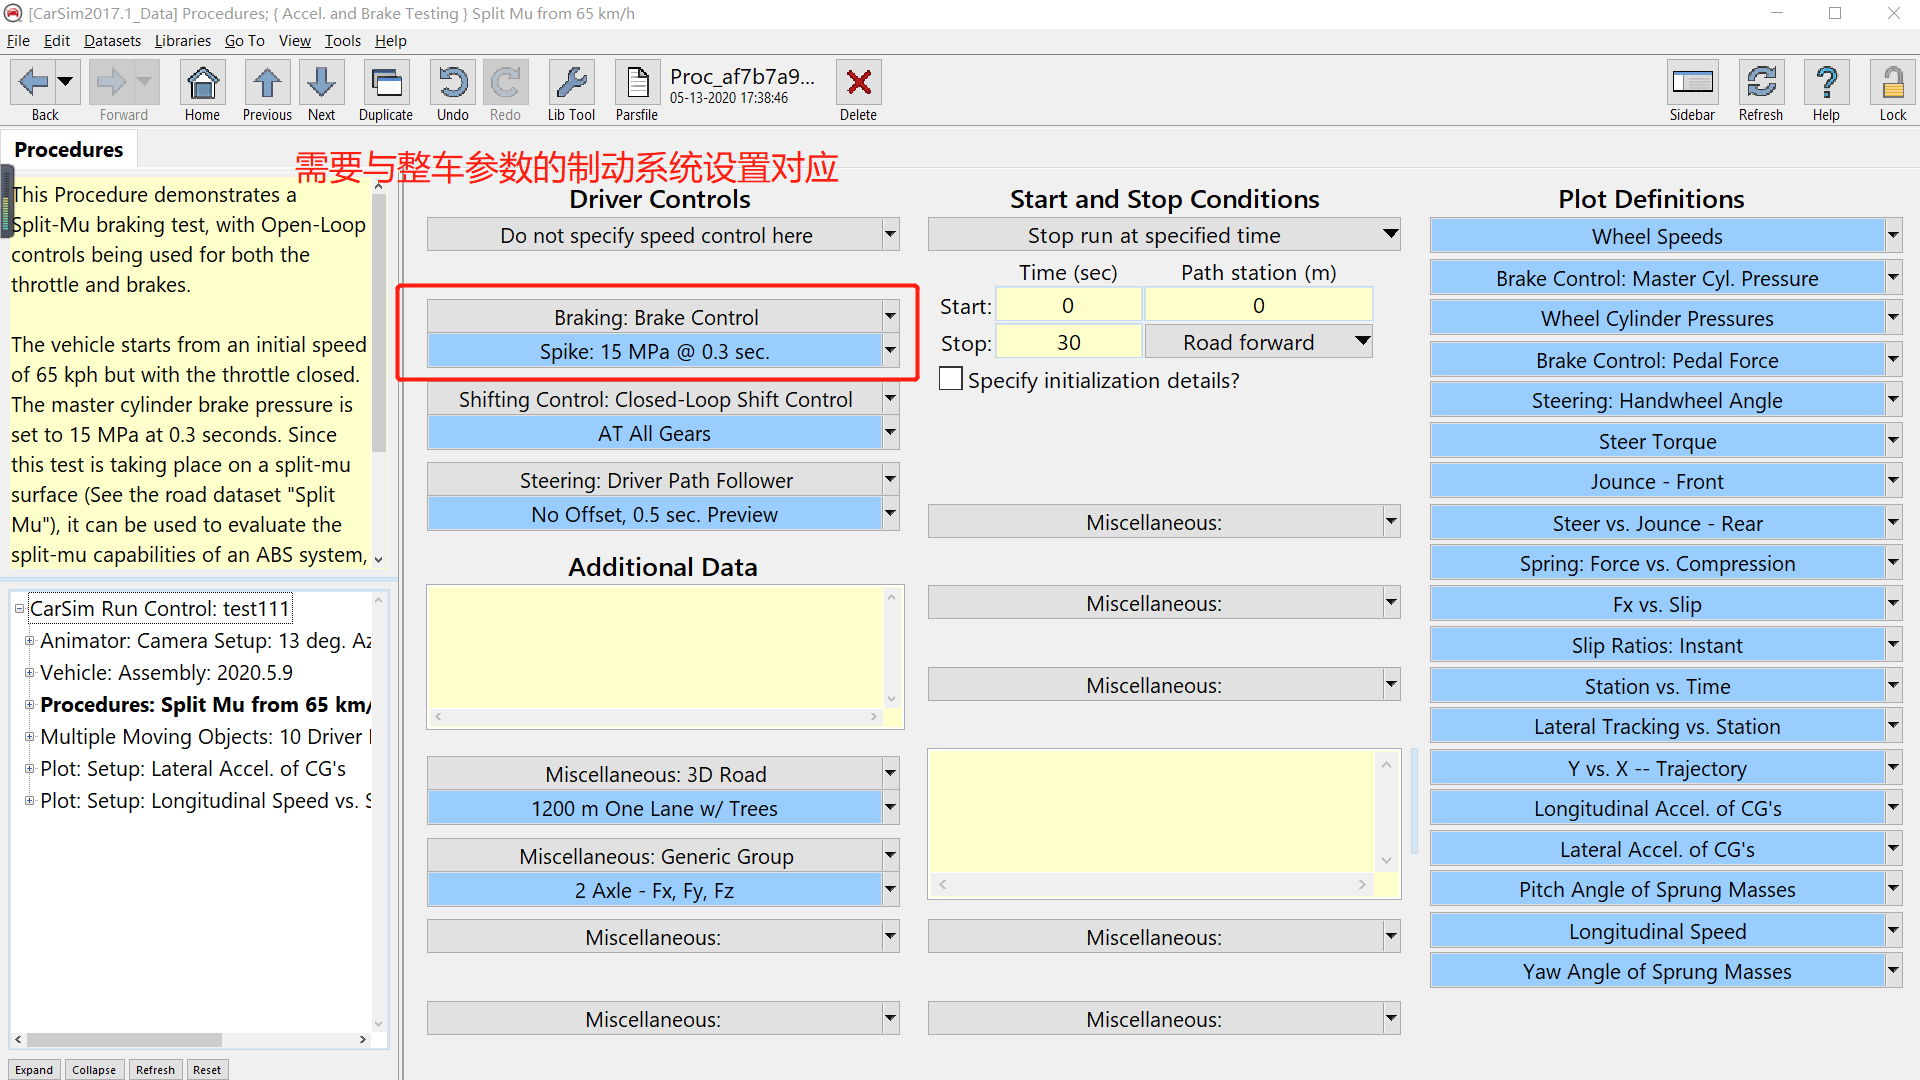 [CarSim2017.1_Data] Procedures; { Accel. and Brake Testing } Split Mu from 65 km/h
File Edit Datasets Libraries Go To View Tools Help
Back Forward Home Previous Next Duplicate Undo Redo Lib Tool Parsfile
Proc_af7b7a9...
05-13-2020 17:38:46
Delete Sidebar Refresh Help Lock
Procedures
需要与整车参数的制动系统设置对应
This Procedure demonstrates a
Split-Mu braking test, with Open-Loop
controls being used for both the
throttle and brakes.
The vehicle starts from an initial speed
of 65 kph but with the throttle closed.
The master cylinder brake pressure is
set to 15 MPa at 0.3 seconds. Since
this test is taking place on a split-mu
surface (See the road dataset "Split
Mu"), it can be used to evaluate the
split-mu capabilities of an ABS system,
CarSim Run Control: test111
Animator: Camera Setup: 13 deg. Az
Vehicle: Assembly: 2020.5.9
Procedures: Split Mu from 65 km/
Multiple Moving Objects: 10 Driver
Plot: Setup: Lateral Accel. of CG's
Plot: Setup: Longitudinal Speed vs. S
Expand Collapse Refresh Reset
Driver Controls
Do not specify speed control here
Braking: Brake Control
Spike: 15 MPa @ 0.3 sec.
Shifting Control: Closed-Loop Shift Control
AT All Gears
Steering: Driver Path Follower
No Offset, 0.5 sec. Preview
Additional Data
Miscellaneous: 3D Road
1200 m One Lane w/ Trees
Miscellaneous: Generic Group
2 Axle - Fx, Fy, Fz
Miscellaneous:
Miscellaneous:
Start and Stop Conditions
Stop run at specified time
Time (sec) Path station (m)
Start: 0 0
Stop: 30 Road forward
Specify initialization details?
Miscellaneous:
Miscellaneous:
Miscellaneous:
Miscellaneous:
Miscellaneous:
Plot Definitions
Wheel Speeds
Brake Control: Master Cyl. Pressure
Wheel Cylinder Pressures
Brake Control: Pedal Force
Steering: Handwheel Angle
Steer Torque
Jounce - Front
Steer vs. Jounce - Rear
Spring: Force vs. Compression
Fx vs. Slip
Slip Ratios: Instant
Station vs. Time
Lateral Tracking vs. Station
Y vs. X -- Trajectory
Longitudinal Accel. of CG's
Lateral Accel. of CG's
Pitch Angle of Sprung Masses
Longitudinal Speed
Yaw Angle of Sprung Masses